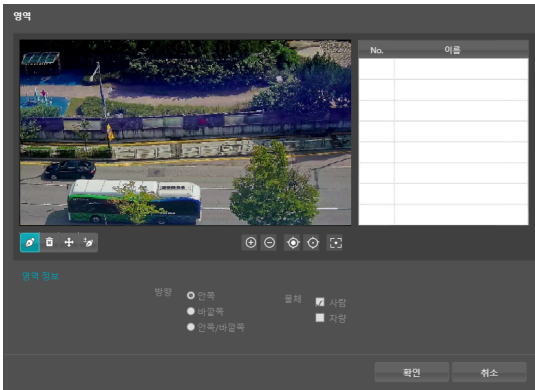 영역
No. 이름
영역 정보
방향 안쪽 물체 사람
바깥쪽 차량
안쪽/바깥쪽
확인 취소